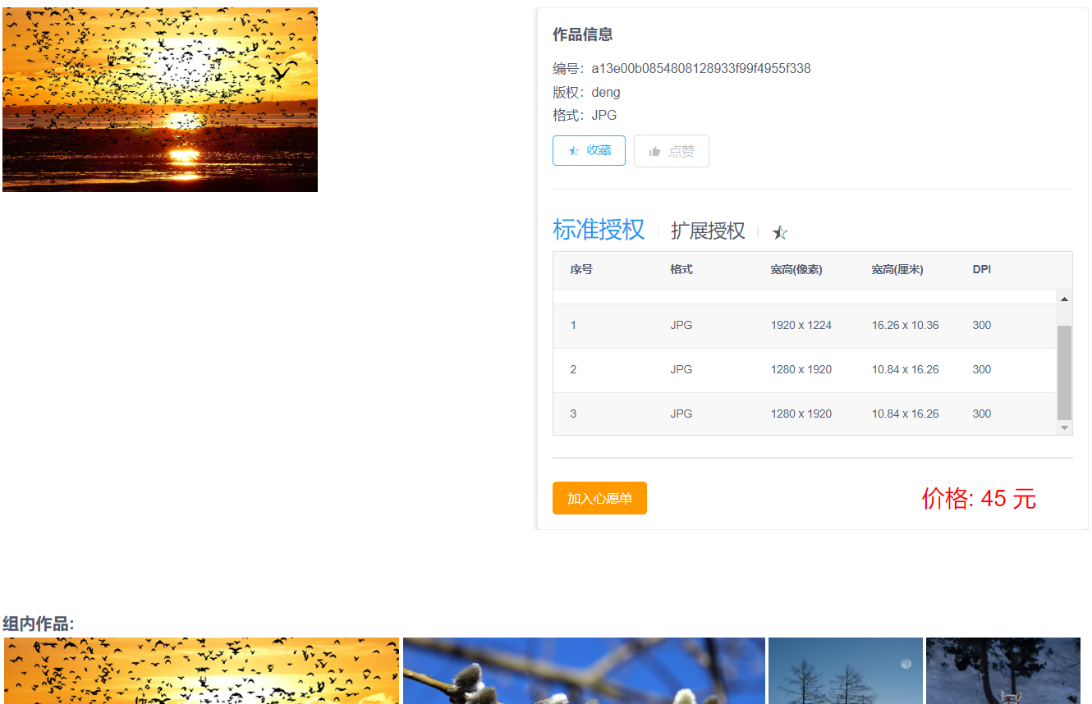 作品信息
编号：a13e00b0854808128933f99f4955f338
版权：deng
格式：JPG
收藏 点赞
标准授权 扩展授权
序号 格式 宽高(像素) 宽高(厘米) DPI
1 JPG 1920 x 1224 16.26 x 10.36 300
2 JPG 1280 x 1920 10.84 x 16.26 300
3 JPG 1280 x 1920 10.84 x 16.26 300
加入心愿单 价格: 45 元
组内作品: